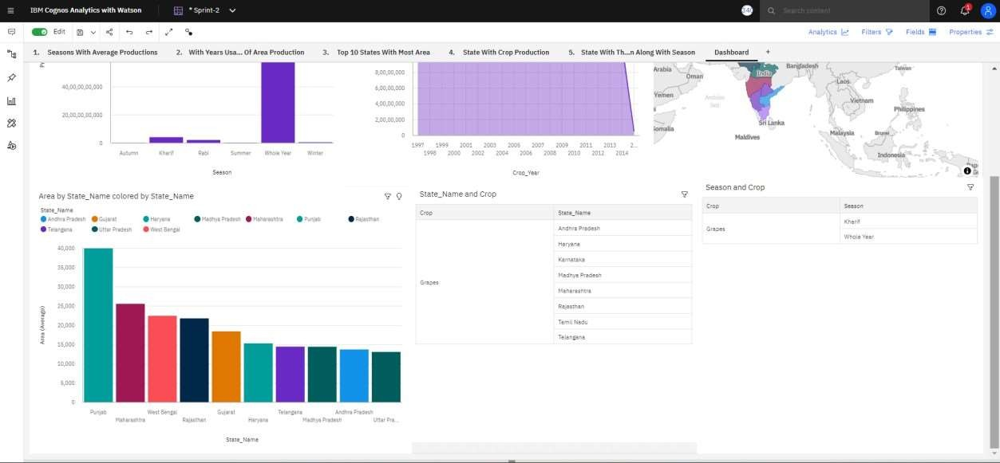 IBM Cognos Analytics with Watson
* Sprint-2
Search content
1
Edit
Analytics
Filters
Fields
Properties
1. Seasons With Average Productions
2. With Years Usa... Of Area Production
3. Top 10 States With Most Area
4. State With Crop Production
5. State With Th...n Along With Season
Dashboard
+
40,00,00,00,000
20,00,00,00,000
0
Autumn Kharif Rabi Summer Whole Year Winter
Season
8,00,00,000
6,00,00,000
4,00,00,000
2,00,00,000
0
1997 1999 2001 2003 2005 2007 2009 2011 2013 2...
1998 2000 2002 2004 2006 2008 2010 2012 2014
Crop_Year
Arabia
Oman
Yemen
Somalia
Arabian
Sea
India
Bangladesh
Taiwan
Laos
Vietnam
Philippines
Sri Lanka
Maldives
Malaysia
Brunei
Indonesia
Area by State_Name colored by State_Name
State_Name
Andhra Pradesh Gujarat Haryana Madhya Pradesh Maharashtra Punjab Rajasthan
Telangana Uttar Pradesh West Bengal
Area (Average)
40,000
35,000
30,000
25,000
20,000
15,000
10,000
5,000
0
Punjab West Bengal Gujarat Telangana Andhra Pradesh
Maharashtra Rajasthan Haryana Madhya Pradesh Uttar Pra...
State_Name
State_Name and Crop
Crop State_Name
Grapes
Andhra Pradesh
Haryana
Karnataka
Madhya Pradesh
Maharashtra
Rajasthan
Tamil Nadu
Telangana
Season and Crop
Crop Season
Grapes
Kharif
Whole Year